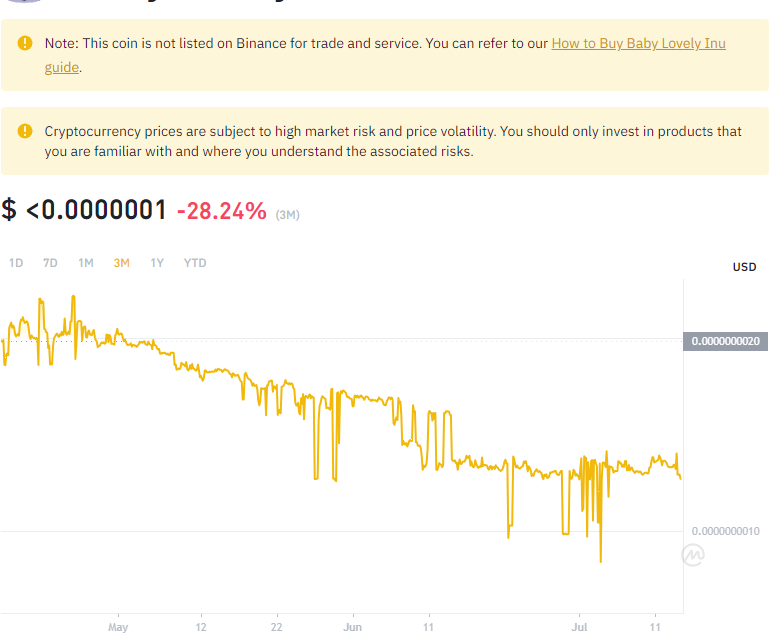 Note: This coin is not listed on Binance for trade and service. You can refer to our How to Buy Baby Lovely Inu
guide.
Cryptocurrency prices are subject to high market risk and price volatility. You should only invest in products that
you are familiar with and where you understand the associated risks.
$ <0.0000001 -28.24% (3M)
1D 7D 1M 3M 1Y YTD
USD
0.0000000020
0.0000000010
May 12 22 Jun 11 Jul 11